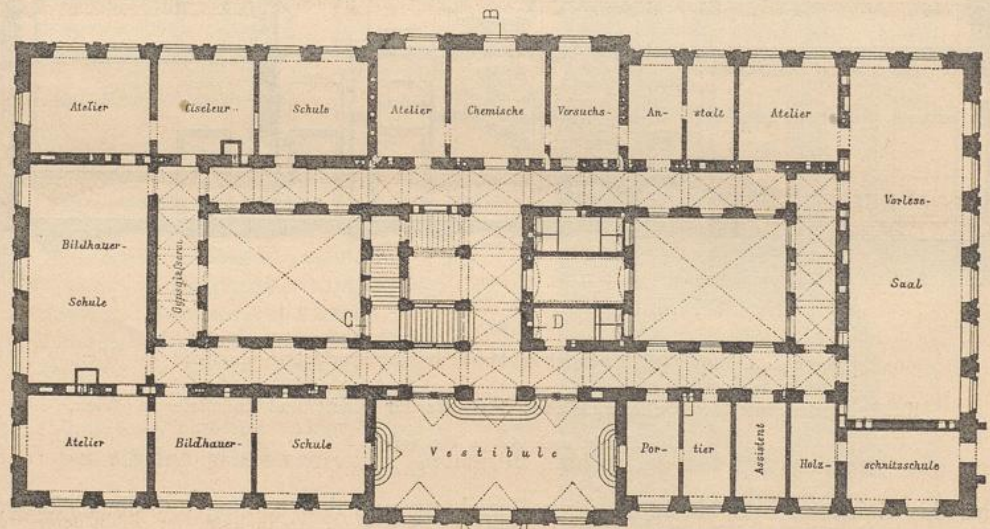 B
Atelier
Ciseleur-
Schule
Atelier
Chemische
Versuchs-
An-
stalt
Atelier
Vorlese-
Saal
Bildhauer-
Schule
Gypsgiesserei
C
D
Atelier
Bildhauer-
Schule
Vestibule
Por-
tier
Assistent
Holz-
schnitzschule